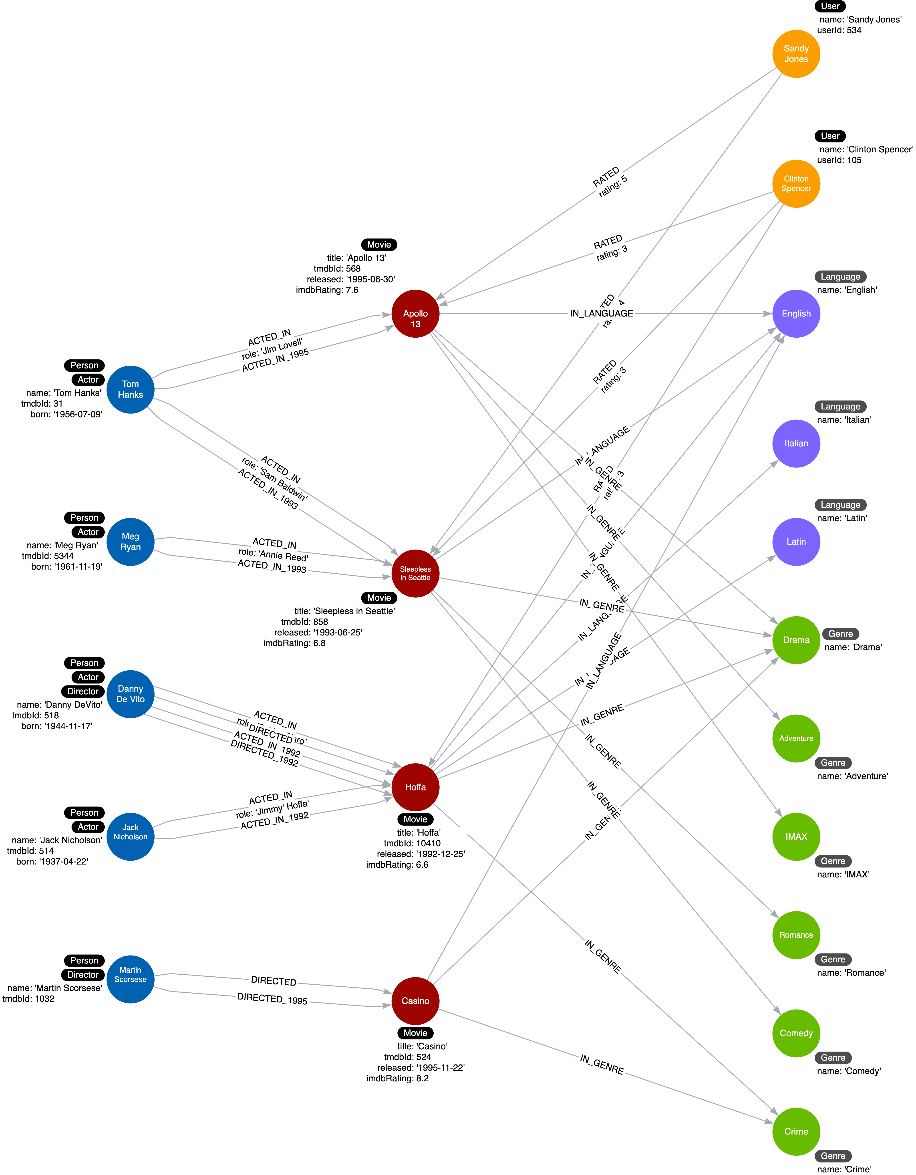 User
name: 'Sandy Jones'
userId: 534
Sandy
Jones
User
name: 'Clinton Spencer'
userId: 105
Clinton
Spencer
RATED
rating: 5
RATED
rating: 3
Movie
title: 'Apollo 13'
tmdbId: 568
released: '1995-06-30'
imdbRating: 7.6
Apollo
13
Language
name: 'English'
English
IN_LANGUAGE
4
ACTED_IN
role: 'Jim Lovell'
ACTED_IN_1995
Person
Actor
name: 'Tom Hanks'
tmdbId: 31
born: '1956-07-09'
Tom
Hanks
RATED
rating: 3
Language
name: 'Italian'
Italian
ACTED_IN
role: 'Sam Baldwin'
ACTED_IN_1993
IN_GENRE
3
Language
name: 'Latin'
Latin
Person
Actor
name: 'Meg Ryan'
tmdbId: 5344
born: '1961-11-19'
Meg
Ryan
ACTED_IN
role: 'Annie Reed'
ACTED_IN_1993
IN_GENRE
IN_GENRE
Sleepless
in Seattle
Movie
title: 'Sleepless in Seattle'
tmdbId: 858
released: '1993-06-25'
imdbRating: 6.8
IN_GENRE
Genre
name: 'Drama'
Drama
IN_LANGUAGE
Person
Actor
Director
name: 'Danny DeVito'
tmdbId: 518
born: '1944-11-17'
Danny
De Vito
ACTED_IN
DIRECTED
ACTED_IN_1992
DIRECTED_1992
IN_GENRE
IN_GENRE
Adventure
Genre
name: 'Adventure'
Hoffa
Movie
title: 'Hoffa'
tmdbId: 10410
released: '1992-12-25'
imdbRating: 6.6
ACTED_IN
role: 'Jimmy' Hoffa'
ACTED_IN_1992
Person
Actor
name: 'Jack Nicholson'
tmdbId: 514
born: '1937-04-22'
Jack
Nicholson
IN_GENRE
IN_GENRE
IMAX
Genre
name: 'IMAX'
Romance
Genre
name: 'Romance'
IN_GENRE
Person
Director
name: 'Martin Scorsese'
tmdbId: 1032
Martin
Scorsese
DIRECTED
DIRECTED_1995
Casino
Movie
title: 'Casino'
tmdbId: 524
released: '1995-11-22'
imdbRating: 8.2
Comedy
Genre
name: 'Comedy'
IN_GENRE
Crime
Genre
name: 'Crime'